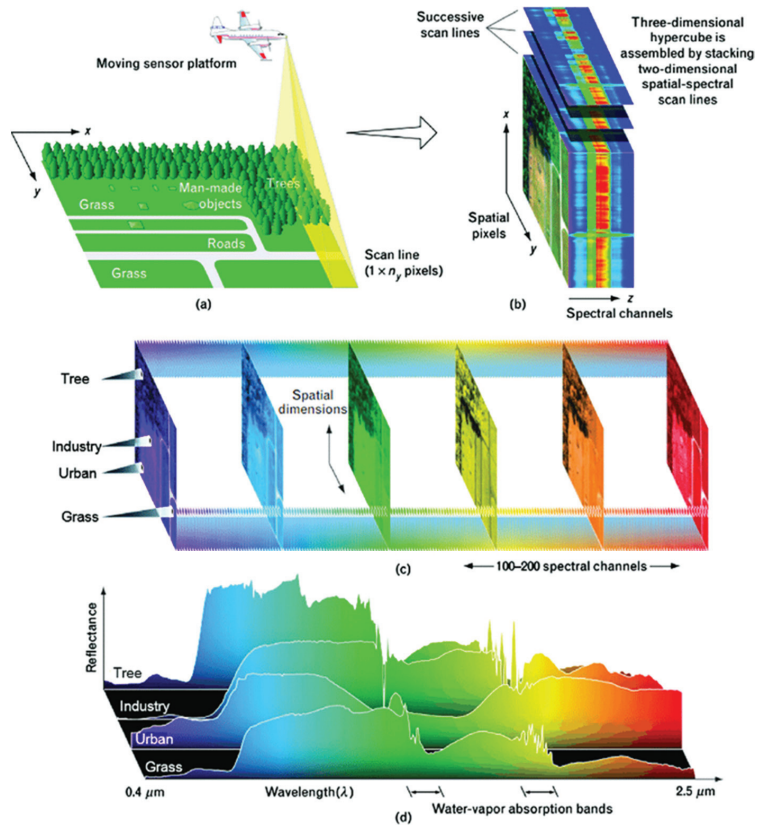 Moving sensor platform
x
y
Grass
Man-made
objects
Trees
Roads
Grass
Scan line
(1 × ny pixels)
(a)
Successive
scan lines
Three-dimensional
hypercube is
assembled by stacking
two-dimensional
spatial-spectral
scan lines
x
Spatial
pixels
y
z
Spectral channels
(b)
Tree
Industry
Urban
Grass
Spatial
dimensions
100–200 spectral channels
(c)
Reflectance
Tree
Industry
Urban
Grass
0.4 μm
Wavelength(λ)
2.5 μm
Water-vapor absorption bands
(d)